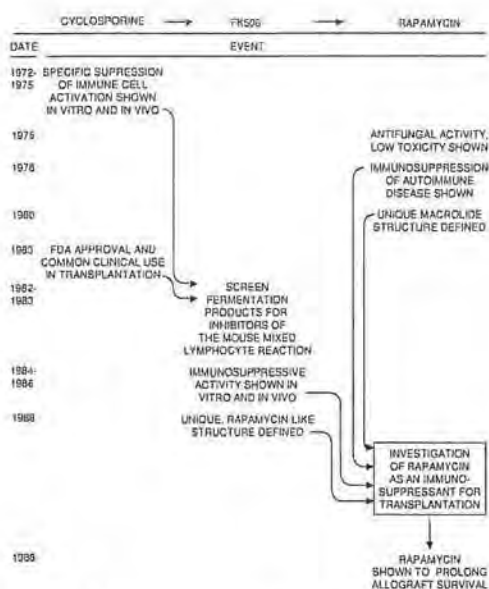 CYCLOSPORINE → FK506 → RAPAMYCIN
DATE EVENT
1972- SPECIFIC SUPRESSION
1975 OF IMMUNE CELL
ACTIVATION SHOWN
IN VITRO AND IN VIVO
1975 ANTIFUNGAL ACTIVITY,
LOW TOXICITY SHOWN
1978 IMMUNOSUPPRESSION
OF AUTOIMMUNE
DISEASE SHOWN
1980 UNIQUE MACROLIDE
STRUCTURE DEFINED
1983 FDA APPROVAL AND
COMMON CLINICAL USE
IN TRANSPLANTATION
1982- SCREEN
1983 FERMENTATION
PRODUCTS FOR
INHIBITORS OF
THE MOUSE MIXED
LYMPHOCYTE REACTION
1984- IMMUNOSUPPRESSIVE
1986 ACTIVITY SHOWN IN
VITRO AND IN VIVO
1988 UNIQUE, RAPAMYCIN LIKE
STRUCTURE DEFINED
INVESTIGATION
OF RAPAMYCIN
AS AN IMMUNO-
SUPPRESSANT FOR
TRANSPLANTATION
1989 RAPAMYCIN
SHOWN TO PROLONG
ALLOGRAFT SURVIVAL